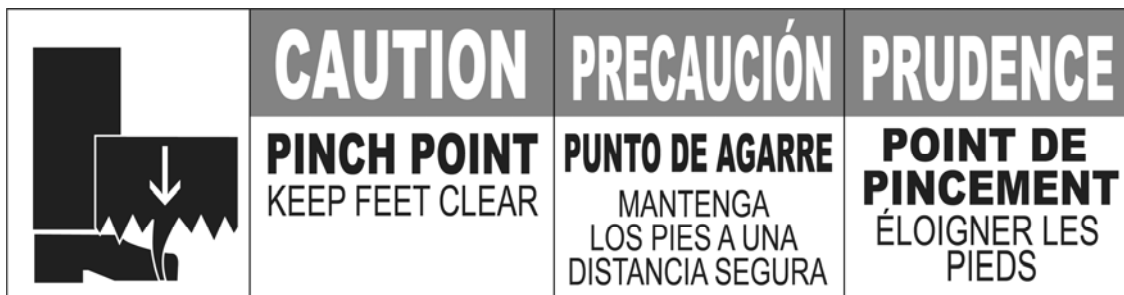 CAUTION
PINCH POINT
KEEP FEET CLEAR
PRECAUCIÓN
PUNTO DE AGARRE
MANTENGA
LOS PIES A UNA
DISTANCIA SEGURA
PRUDENCE
POINT DE
PINCEMENT
ÉLOIGNER LES
PIEDS